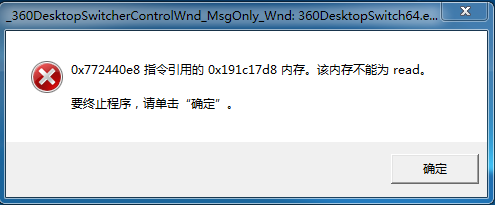 _360DesktopSwitcherControlWnd_MsgOnly_Wnd: 360DesktopSwitch64.e...
0x772440e8 指令引用的 0x191c17d8 内存。该内存不能为 read。
要终止程序，请单击“确定”。
确定